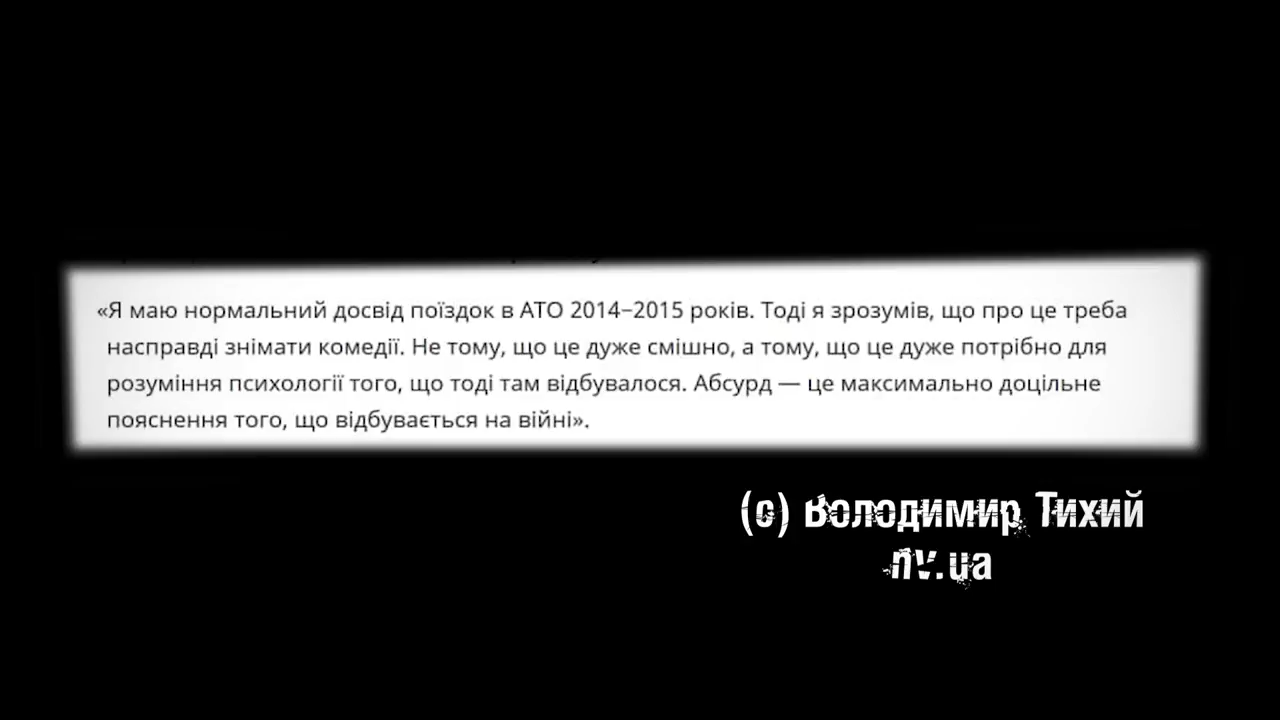 «Я маю нормальний досвід поїздок в АТО 2014–2015 років. Тоді я зрозумів, що про це треба
насправді знімати комедії. Не тому, що це дуже смішно, а тому, що це дуже потрібно для
розуміння психології того, що тоді там відбувалося. Абсурд — це максимально доцільне
пояснення того, що відбувається на війні».
(с) Володимир Тихий
nv.ua